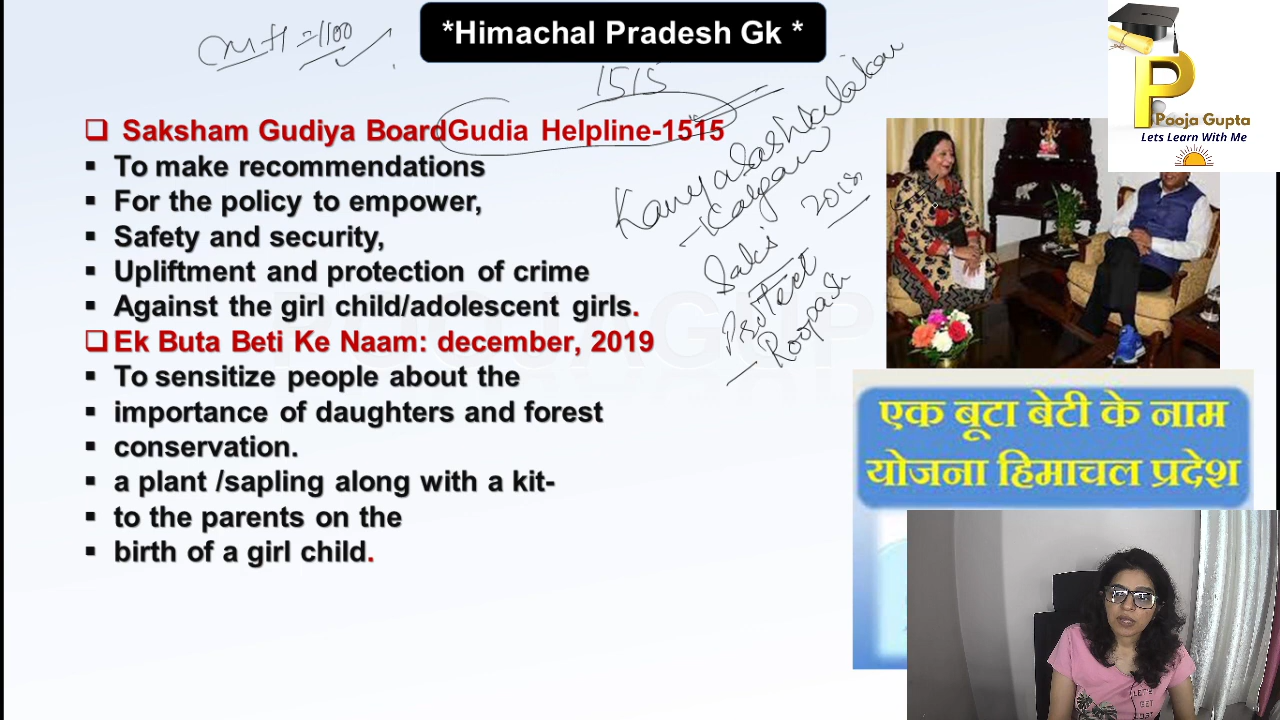 *Himachal Pradesh Gk *
CMH = 1100
1515
Saksham Gudiya BoardGudia Helpline-1515
To make recommendations
For the policy to empower,
Safety and security,
Upliftment and protection of crime
Against the girl child/adolescent girls.
Ek Buta Beti Ke Naam: december, 2019
To sensitize people about the
importance of daughters and forest
conservation.
a plant /sapling along with a kit-
to the parents on the
birth of a girl child.
2018
Protect
P
Pooja Gupta
Lets Learn With Me
एक बूटा बेटी के नाम
योजना हिमाचल प्रदेश